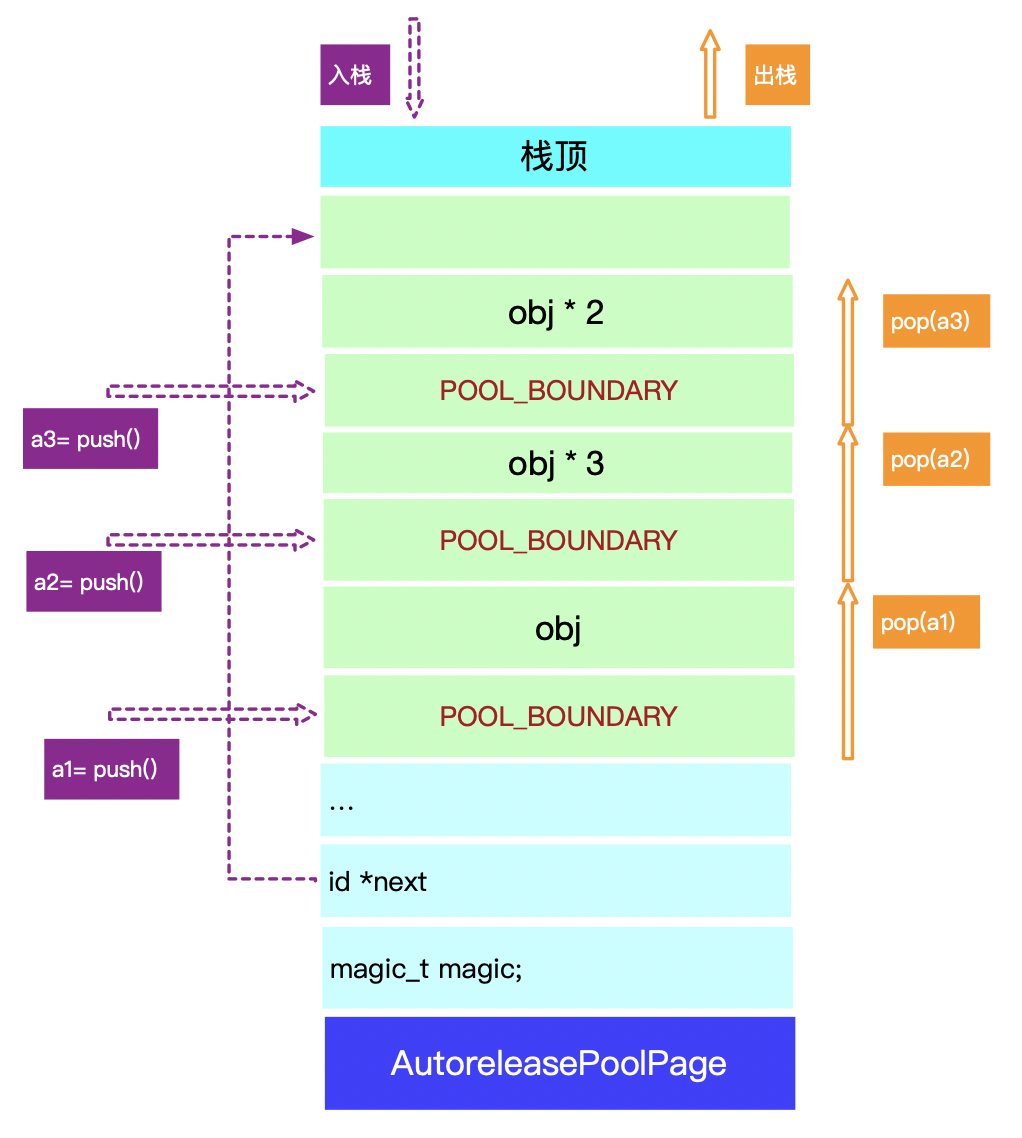 入栈
出栈
栈顶
obj * 2
pop(a3)
POOL_BOUNDARY
a3= push()
obj * 3
pop(a2)
POOL_BOUNDARY
a2= push()
obj
pop(a1)
POOL_BOUNDARY
a1= push()
...
id *next
magic_t magic;
AutoreleasePoolPage